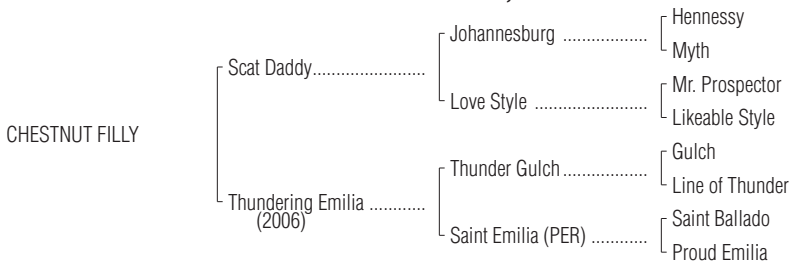 Hennessy
Johannesburg ..................
Myth
Scat Daddy........................
Mr. Prospector
Love Style ........................
Likeable Style
CHESTNUT FILLY
Gulch
Thunder Gulch..................
Line of Thunder
Thundering Emilia ............
(2006)
Saint Ballado
Saint Emilia (PER) ............
Proud Emilia